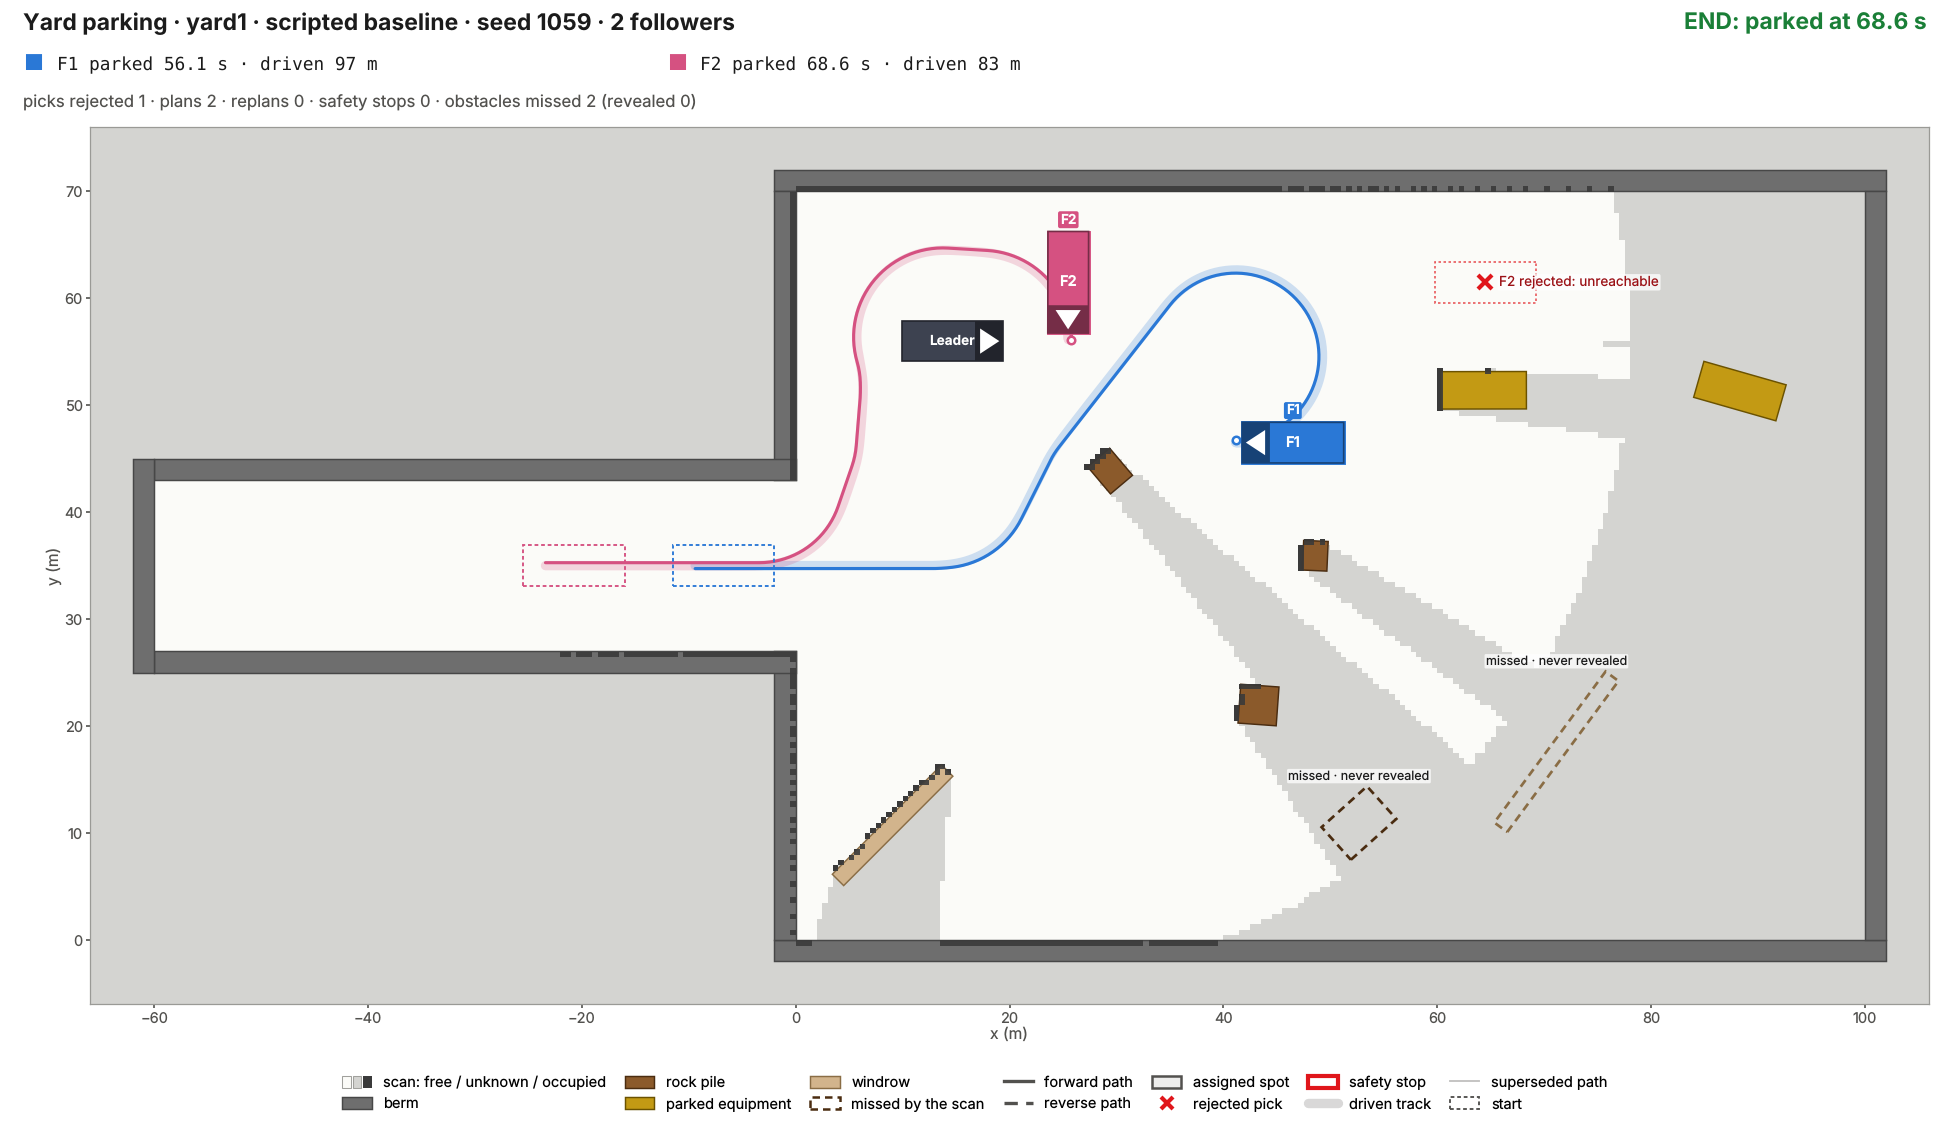 Yard parking · yard1 · scripted baseline · seed 1059 · 2 followers
END: parked at 68.6 s
F1 parked 56.1 s · driven 97 m
F2 parked 68.6 s · driven 83 m
picks rejected 1 · plans 2 · replans 0 · safety stops 0 · obstacles missed 2 (revealed 0)
70
60
50
40
30
20
10
0
y (m)
F2
F2
Leader
F2 rejected: unreachable
F1
F1
missed · never revealed
missed · never revealed
−60
−40
−20
0
20
40
60
80
100
x (m)
scan: free / unknown / occupied
rock pile
windrow
forward path
assigned spot
safety stop
superseded path
berm
parked equipment
missed by the scan
reverse path
rejected pick
driven track
start